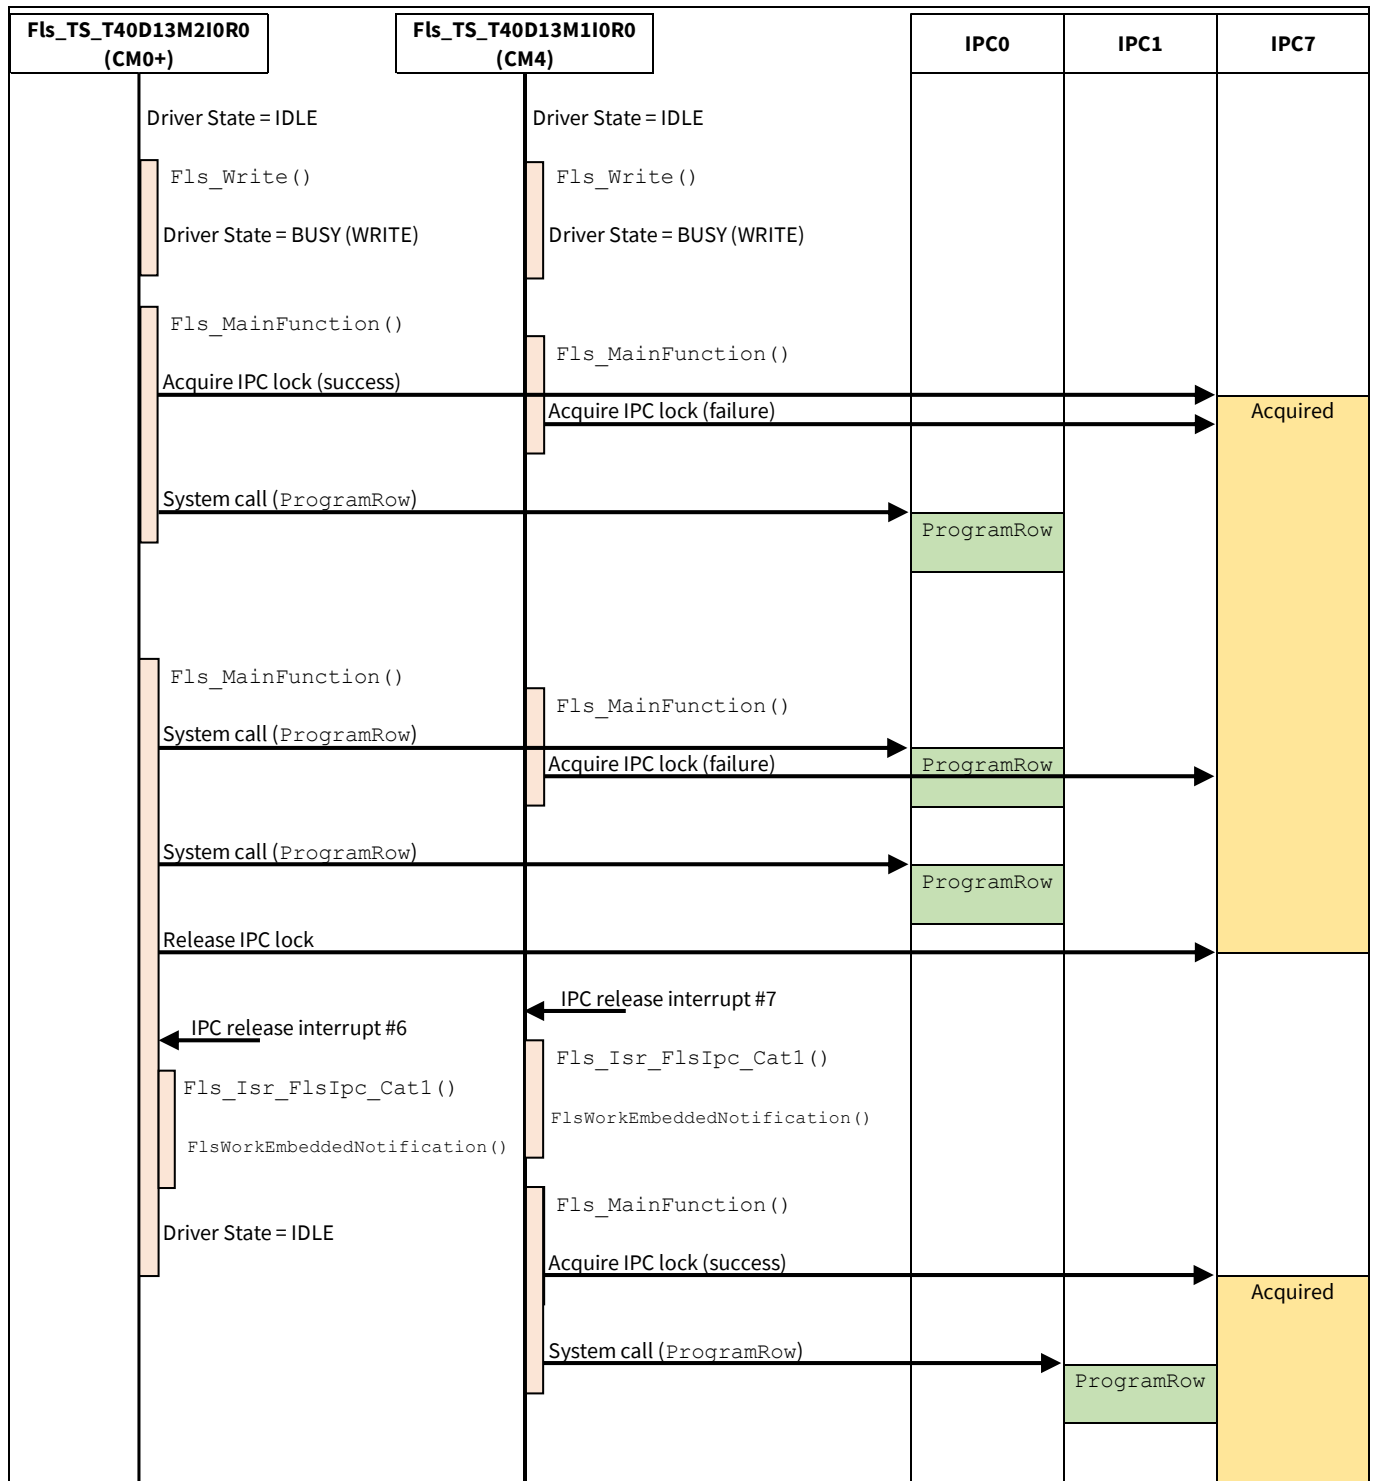 Fls_TS_T40D13M2I0R0
(CM0+)
Fls_TS_T40D13M1I0R0
(CM4)
IPC0
IPC1
IPC7
Driver State = IDLE
Driver State = IDLE
Fls_Write()
Fls_Write()
Driver State = BUSY (WRITE)
Driver State = BUSY (WRITE)
Fls_MainFunction()
Fls_MainFunction()
Acquire IPC lock (success)
Acquire IPC lock (failure)
Acquired
System call (ProgramRow)
ProgramRow
Fls_MainFunction()
Fls_MainFunction()
System call (ProgramRow)
Acquire IPC lock (failure)
ProgramRow
System call (ProgramRow)
ProgramRow
Release IPC lock
IPC release interrupt #7
IPC release interrupt #6
Fls_Isr_FlsIpc_Cat1()
Fls_Isr_FlsIpc_Cat1()
FlsWorkEmbeddedNotification()
FlsWorkEmbeddedNotification()
Fls_MainFunction()
Driver State = IDLE
Acquire IPC lock (success)
Acquired
System call (ProgramRow)
ProgramRow